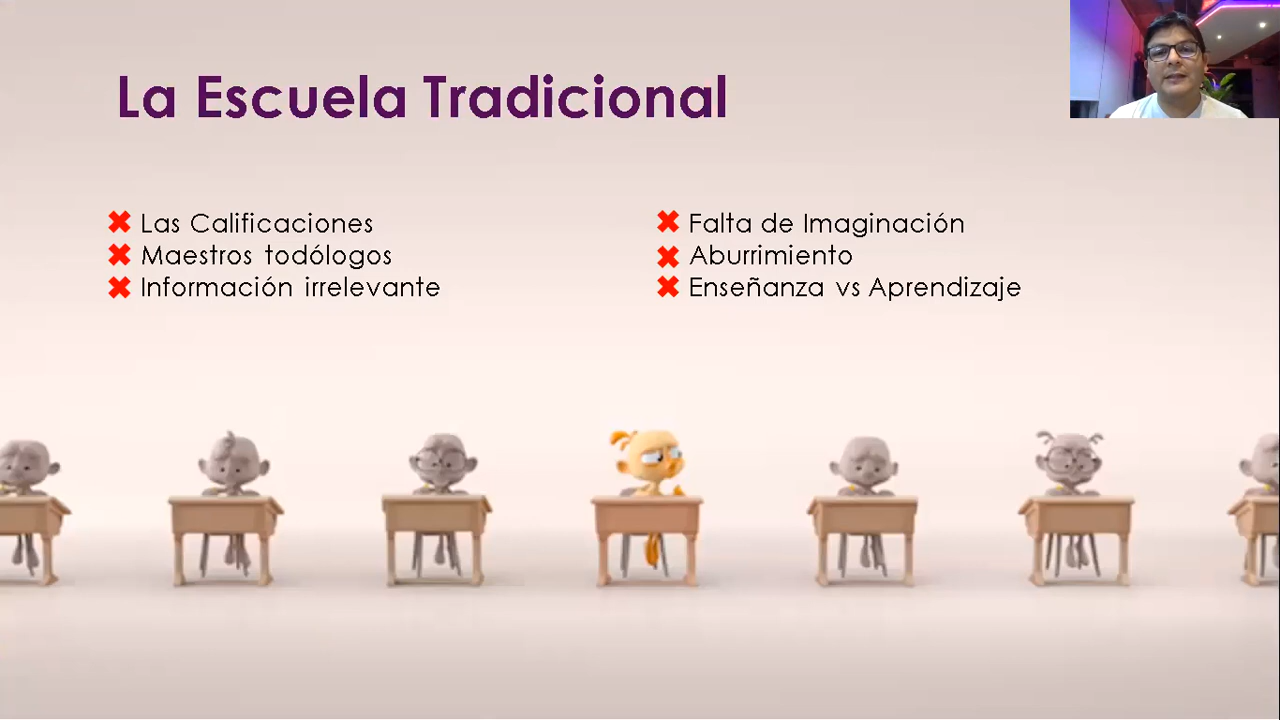 La Escuela Tradicional
✖ Las Calificaciones
✖ Maestros todólogos
✖ Información irrelevante
✖ Falta de Imaginación
✖ Aburrimiento
✖ Enseñanza vs Aprendizaje